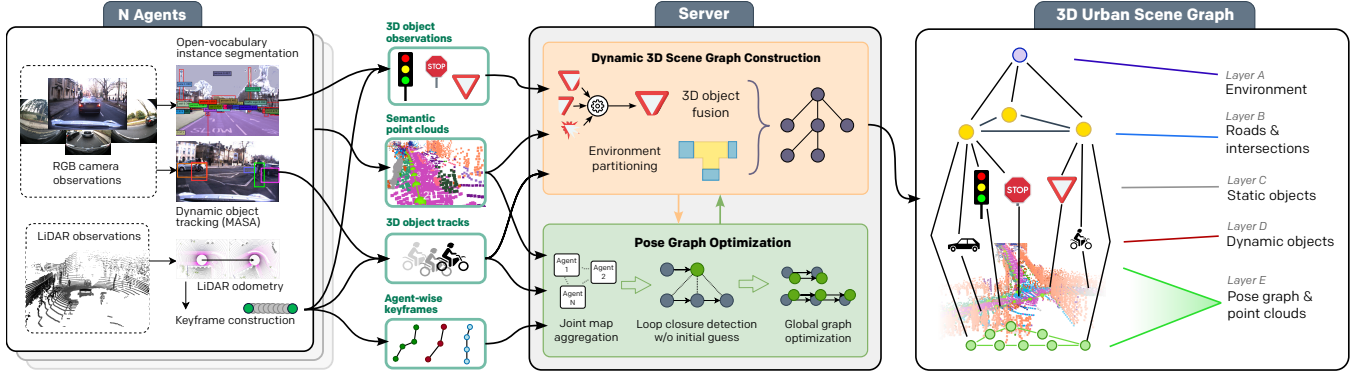 N Agents
Open-vocabulary
instance segmentation
RGB camera
observations
Dynamic object
tracking (MASA)
LiDAR observations
LiDAR odometry
Keyframe construction
3D object
observations
STOP
Semantic
point clouds
3D object tracks
Agent-wise
keyframes
Server
Dynamic 3D Scene Graph Construction
3D object
fusion
Environment
partitioning
Pose Graph Optimization
Agent
1
Agent
2
Agent
N
Joint map
aggregation
Loop closure detection
w/o initial guess
Global graph
optimization
3D Urban Scene Graph
STOP
Layer A
Environment
Layer B
Roads &
intersections
Layer C
Static objects
Layer D
Dynamic objects
Layer E
Pose graph &
point clouds